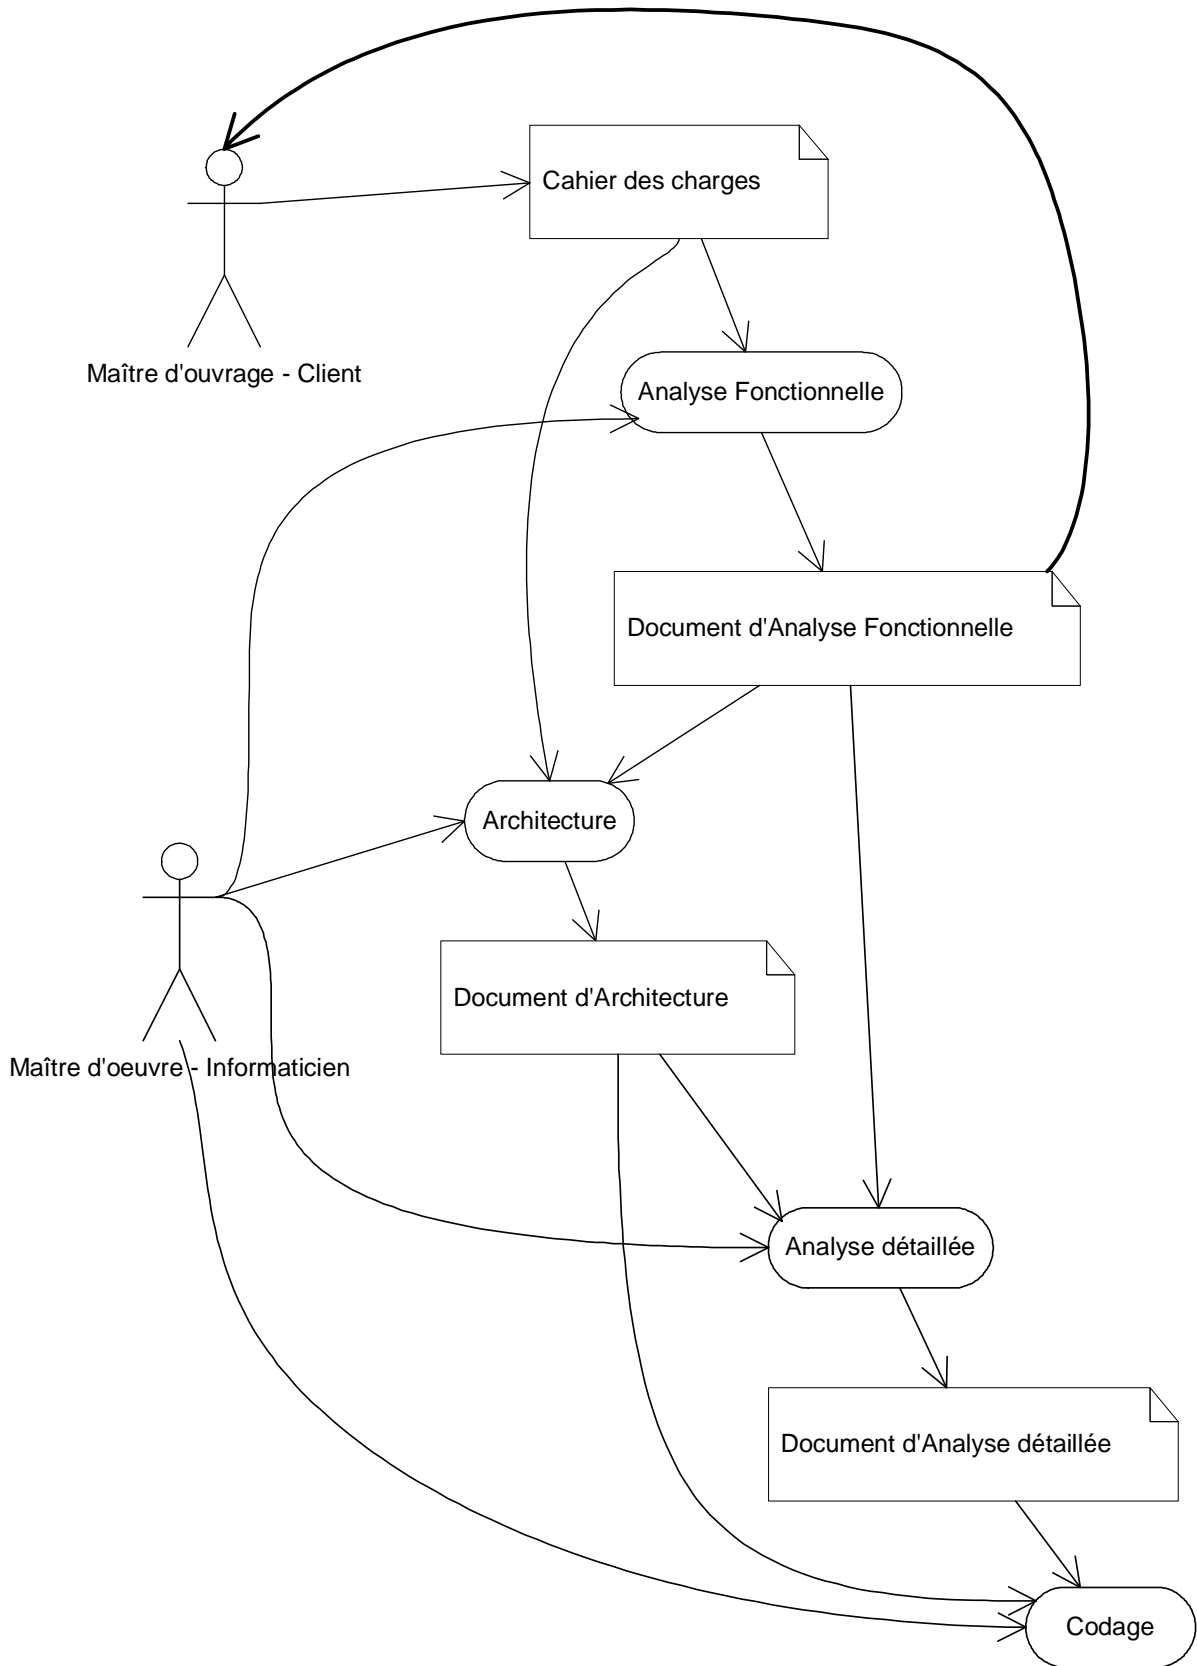 Cahier des charges
Maître d'ouvrage - Client
Analyse Fonctionnelle
Document d'Analyse Fonctionnelle
Architecture
Document d'Architecture
Maître d'oeuvre - Informaticien
Analyse détaillée
Document d'Analyse détaillée
Codage